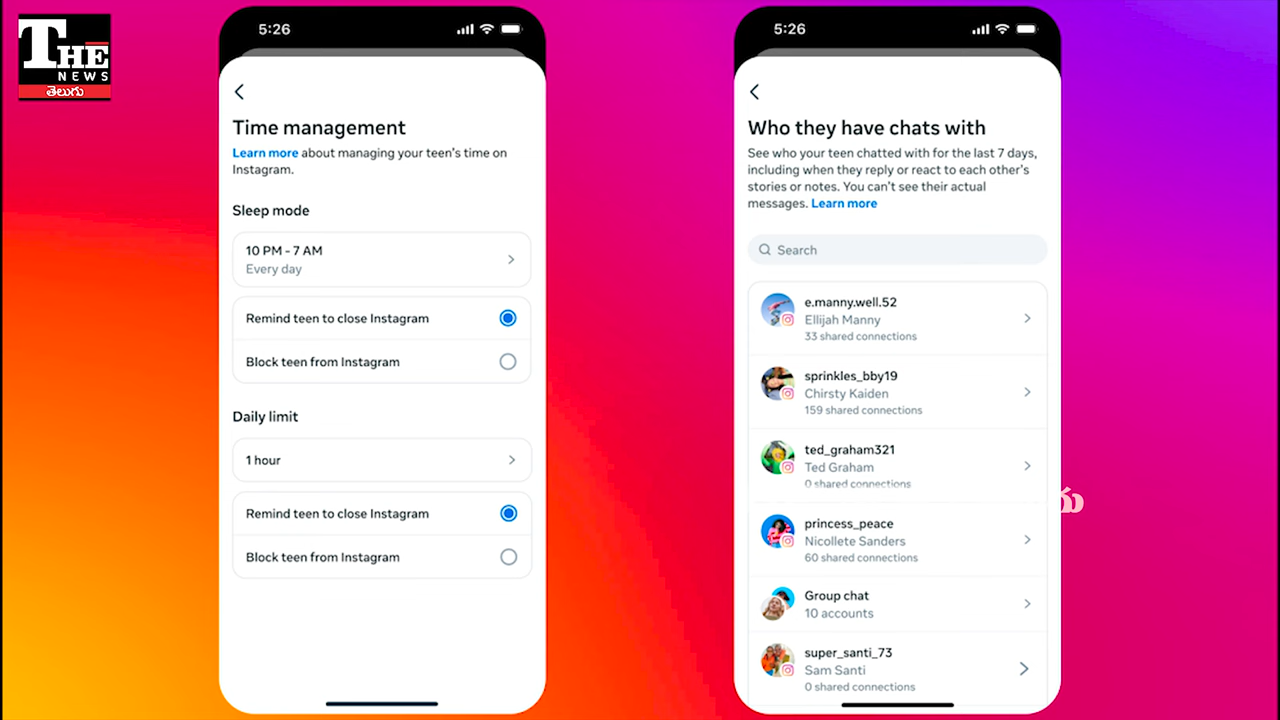 THE
NEWS
తెలుగు
5:26
Time management
Learn more about managing your teen's time on
Instagram.
Sleep mode
10 PM - 7 AM
Every day
Remind teen to close Instagram
Block teen from Instagram
Daily limit
1 hour
Remind teen to close Instagram
Block teen from Instagram
5:26
Who they have chats with
See who your teen chatted with for the last 7 days,
including when they reply or react to each other's
stories or notes. You can't see their actual
messages. Learn more
Search
e.manny.well.52
Ellijah Manny
33 shared connections
sprinkles_bby19
Chirsty Kaiden
159 shared connections
ted_graham321
Ted Graham
0 shared connections
princess_peace
Nicollete Sanders
60 shared connections
Group chat
10 accounts
super_santi_73
Sam Santi
0 shared connections